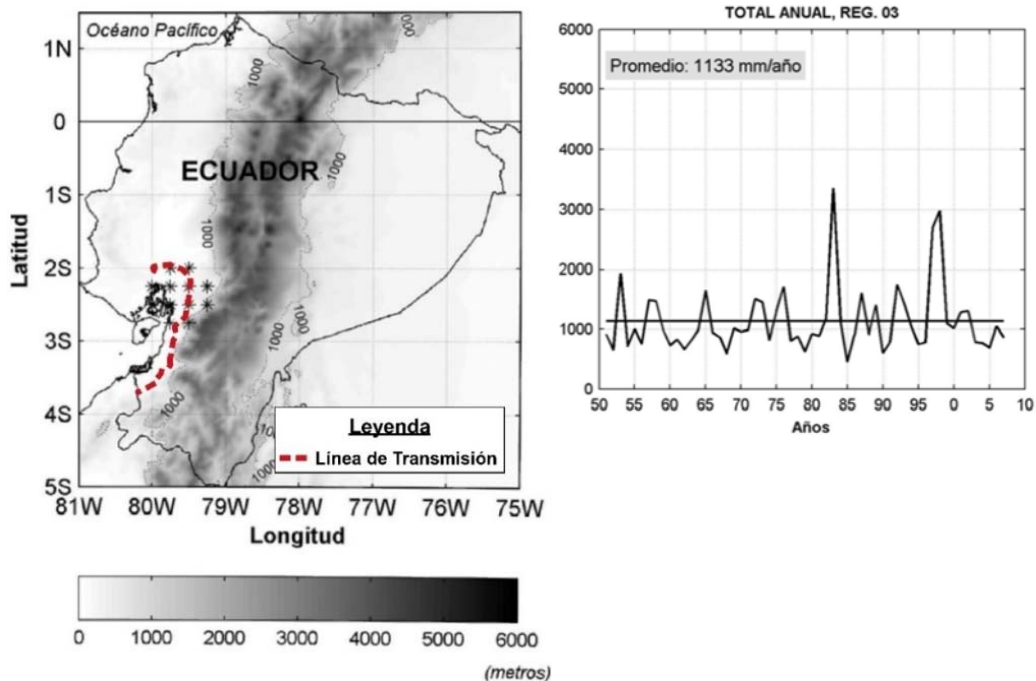 Océano Pacífico
1N
0
1S
2S
3S
4S
5S
Latitud
ECUADOR
1000
1000
1000
1000
1000
1000
1000
1000
Leyenda
Línea de Transmisión
81W 80W 79W 78W 77W 76W 75W
Longitud
0 1000 2000 3000 4000 5000 6000
(metros)
TOTAL ANUAL, REG. 03
Promedio: 1133 mm/año
6000
5000
4000
3000
2000
1000
0
50 55 60 65 70 75 80 85 90 95 0 5 10
Años